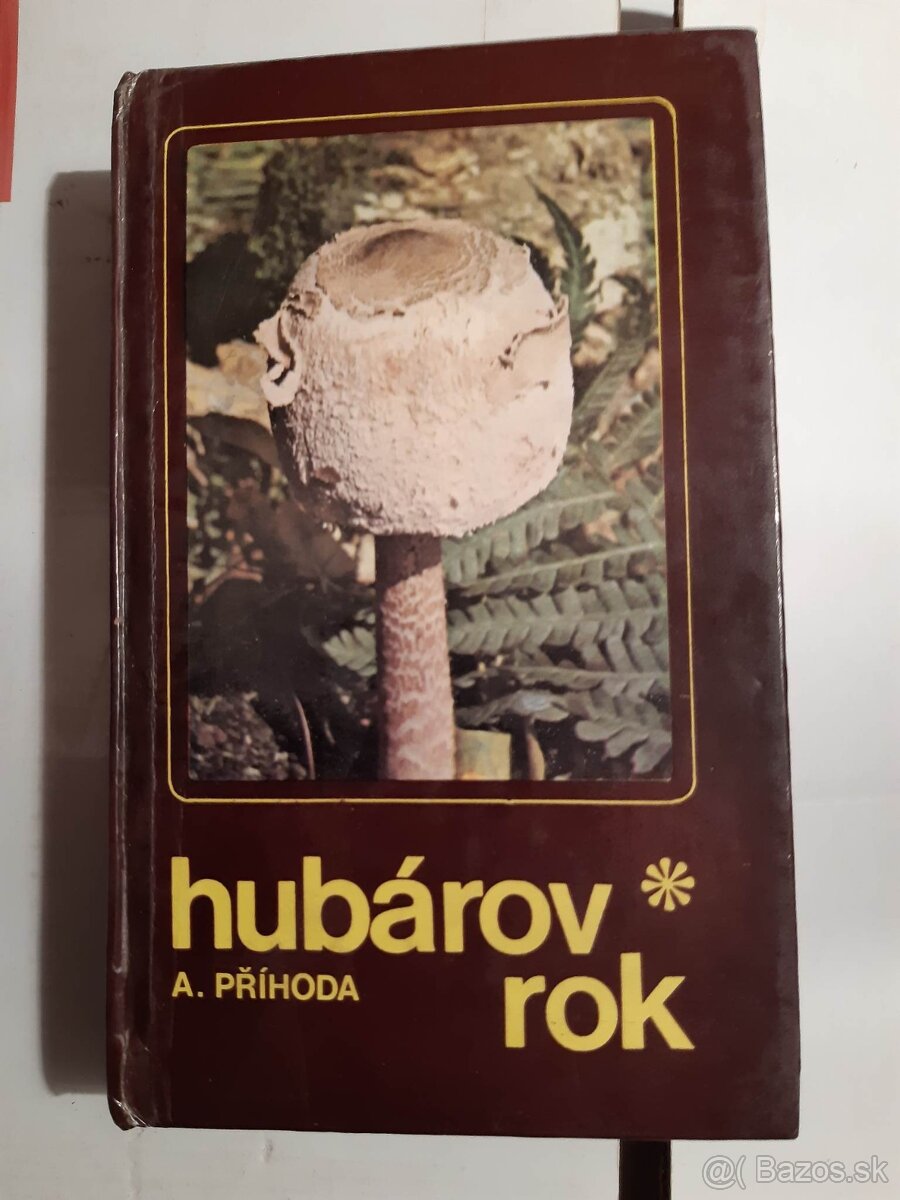 hubárov *
A. PŘÍHODA
rok
@( Bazos.sk